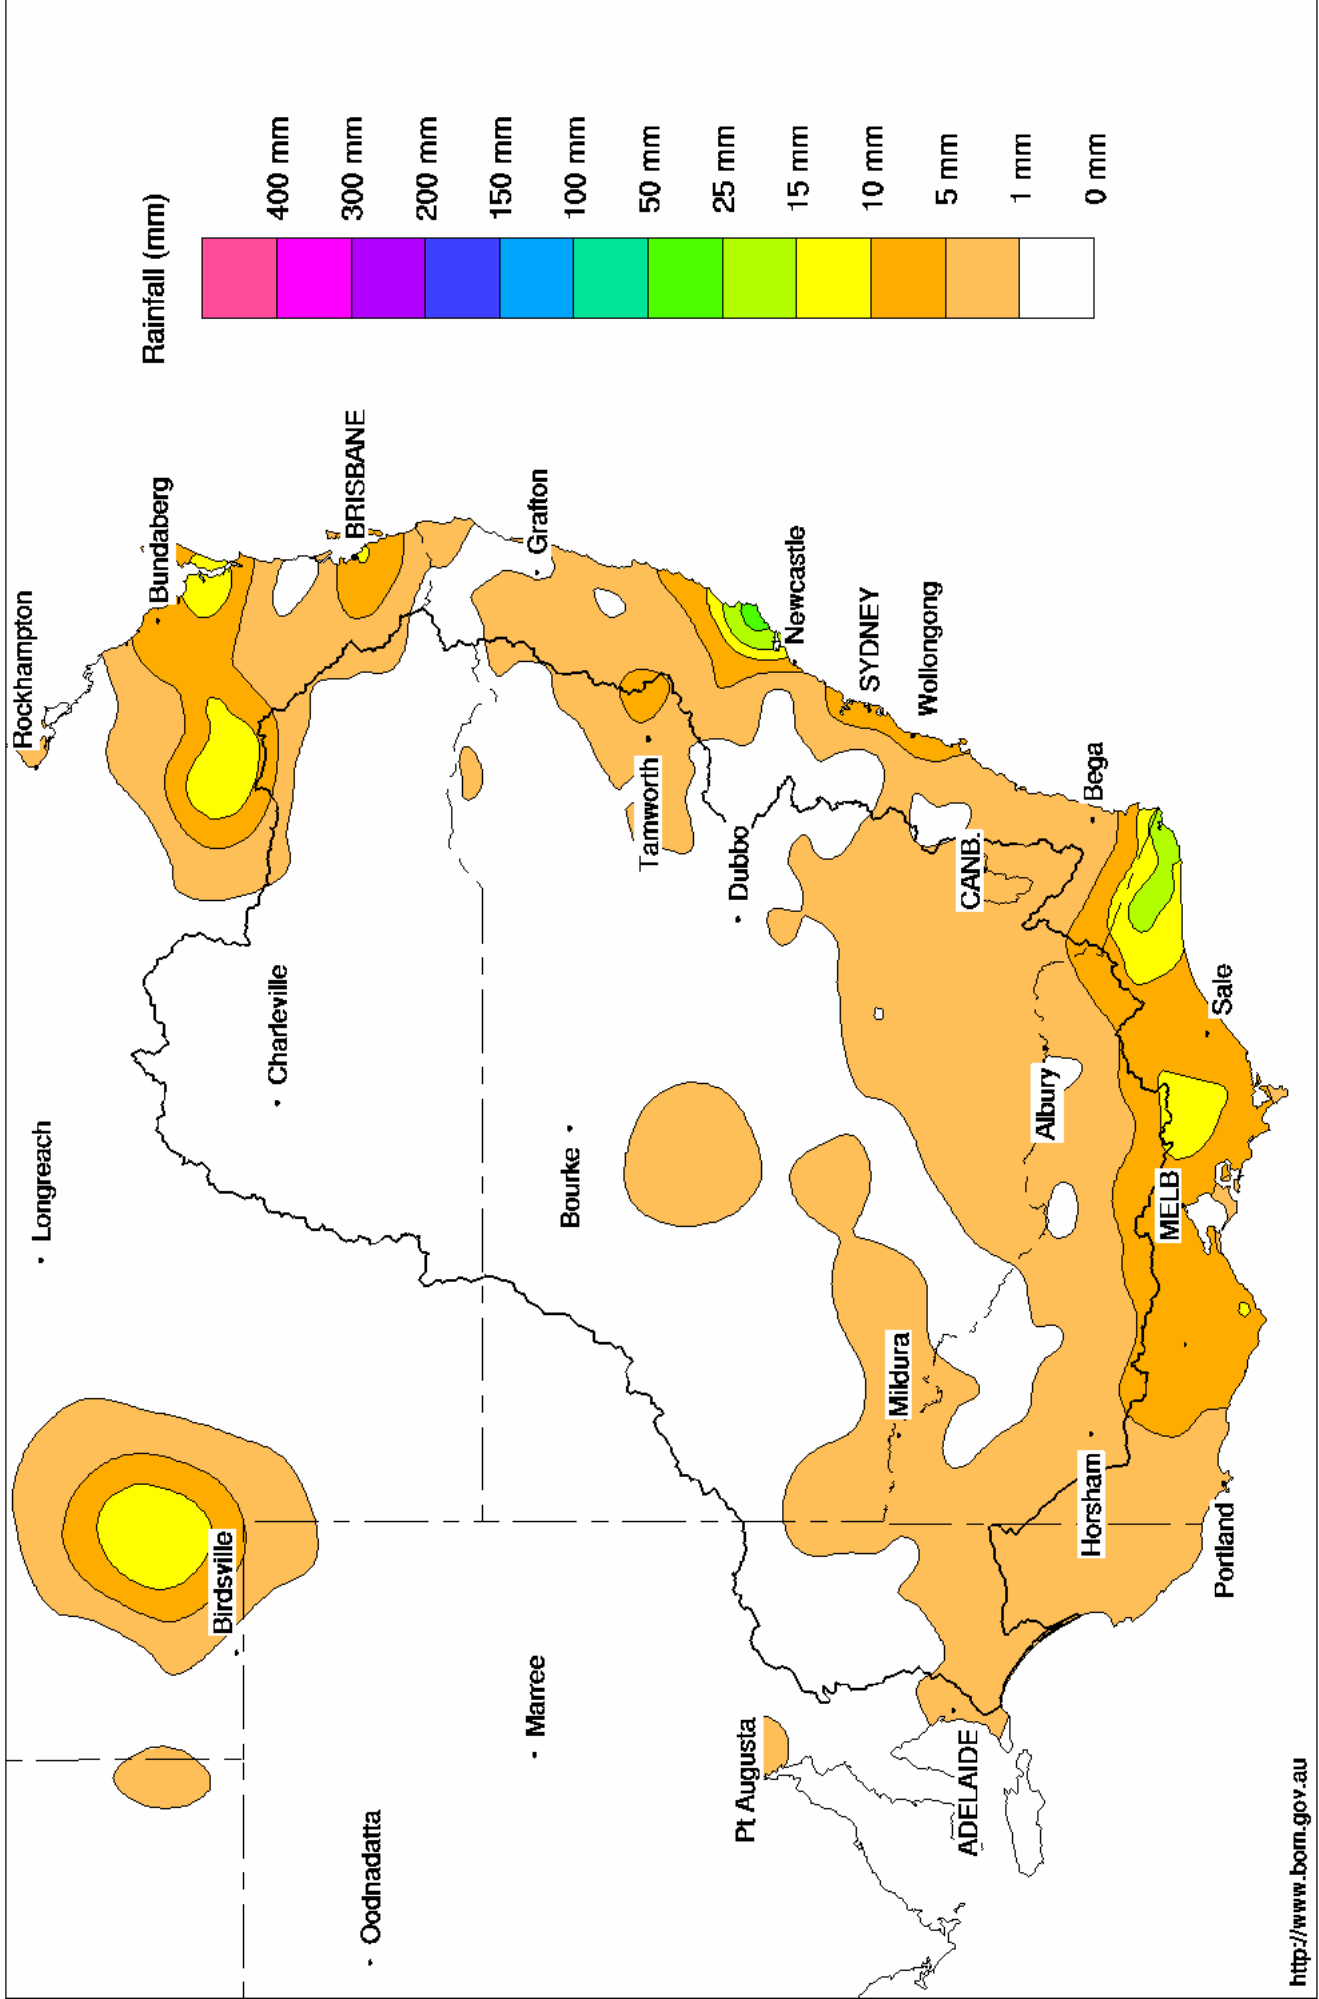 Rockhampton
Longreach
Bundaberg
Birdsville
Charleville
BRISBANE
Oodnadatta
Marree
Bourke
Grafton
Tamworth
Pt Augusta
Dubbo
Newcastle
Mildura
SYDNEY
Wollongong
ADELAIDE
CANB.
Albury
Horsham
Bega
MELB
Sale
Portland
Rainfall (mm)
400 mm
300 mm
200 mm
150 mm
100 mm
50 mm
25 mm
15 mm
10 mm
5 mm
1 mm
0 mm
http://www.bom.gov.au